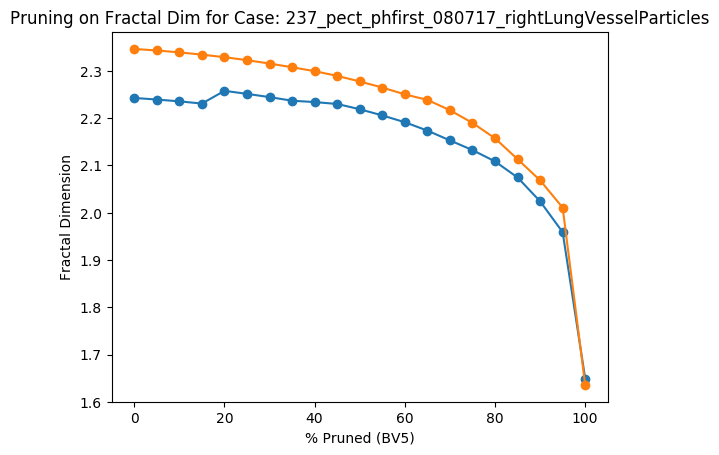 Pruning on Fractal Dim for Case: 237_pect_phfirst_080717_rightLungVesselParticles
2.3
2.2
2.1
2.0
1.9
1.8
1.7
1.6
Fractal Dimension
0 20 40 60 80 100
% Pruned (BV5)